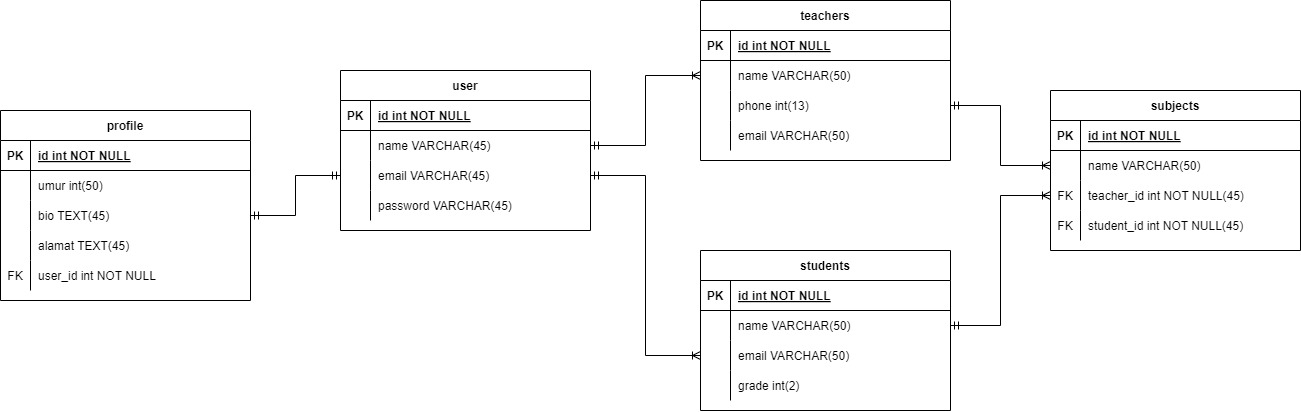 profile
PK id int NOT NULL
umur int(50)
bio TEXT(45)
alamat TEXT(45)
FK user_id int NOT NULL
user
PK id int NOT NULL
name VARCHAR(45)
email VARCHAR(45)
password VARCHAR(45)
teachers
PK id int NOT NULL
name VARCHAR(50)
phone int(13)
email VARCHAR(50)
students
PK id int NOT NULL
name VARCHAR(50)
email VARCHAR(50)
grade int(2)
subjects
PK id int NOT NULL
name VARCHAR(50)
FK teacher_id int NOT NULL(45)
FK student_id int NOT NULL(45)